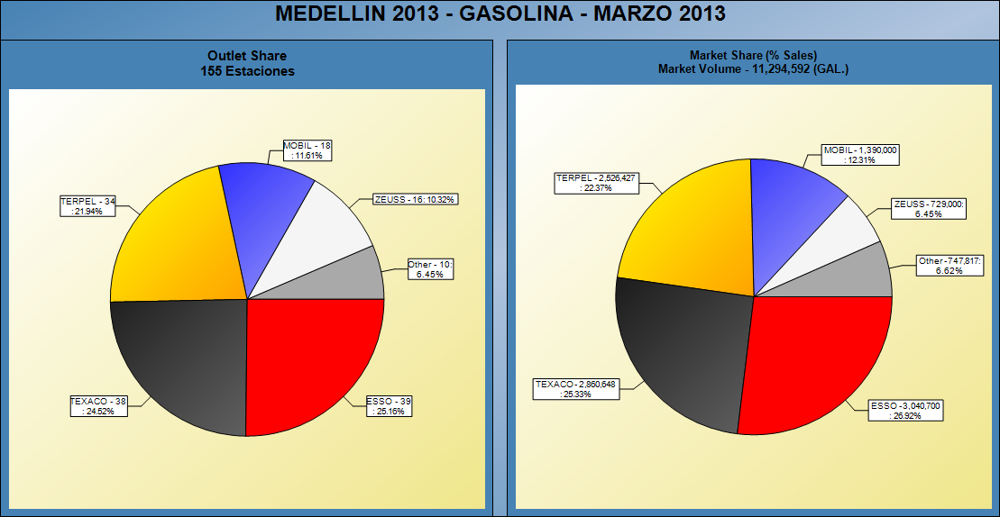 MEDELLIN 2013 - GASOLINA - MARZO 2013
Outlet Share
155 Estaciones
MOBIL - 18
: 11.61%
TERPEL - 34
: 21.94%
ZEUSS - 16: 10.32%
Other - 10:
6.45%
TEXACO - 38
: 24.52%
ESSO - 39
: 25.16%
Market Share (% Sales)
Market Volume - 11,294,592 (GAL.)
MOBIL - 1,390,000
: 12.31%
TERPEL - 2,526,427
: 22.37%
ZEUSS - 729,000:
6.45%
Other -747,817:
6.62%
TEXACO - 2,860,648
: 25.33%
ESSO -3,040,700
: 26.92%